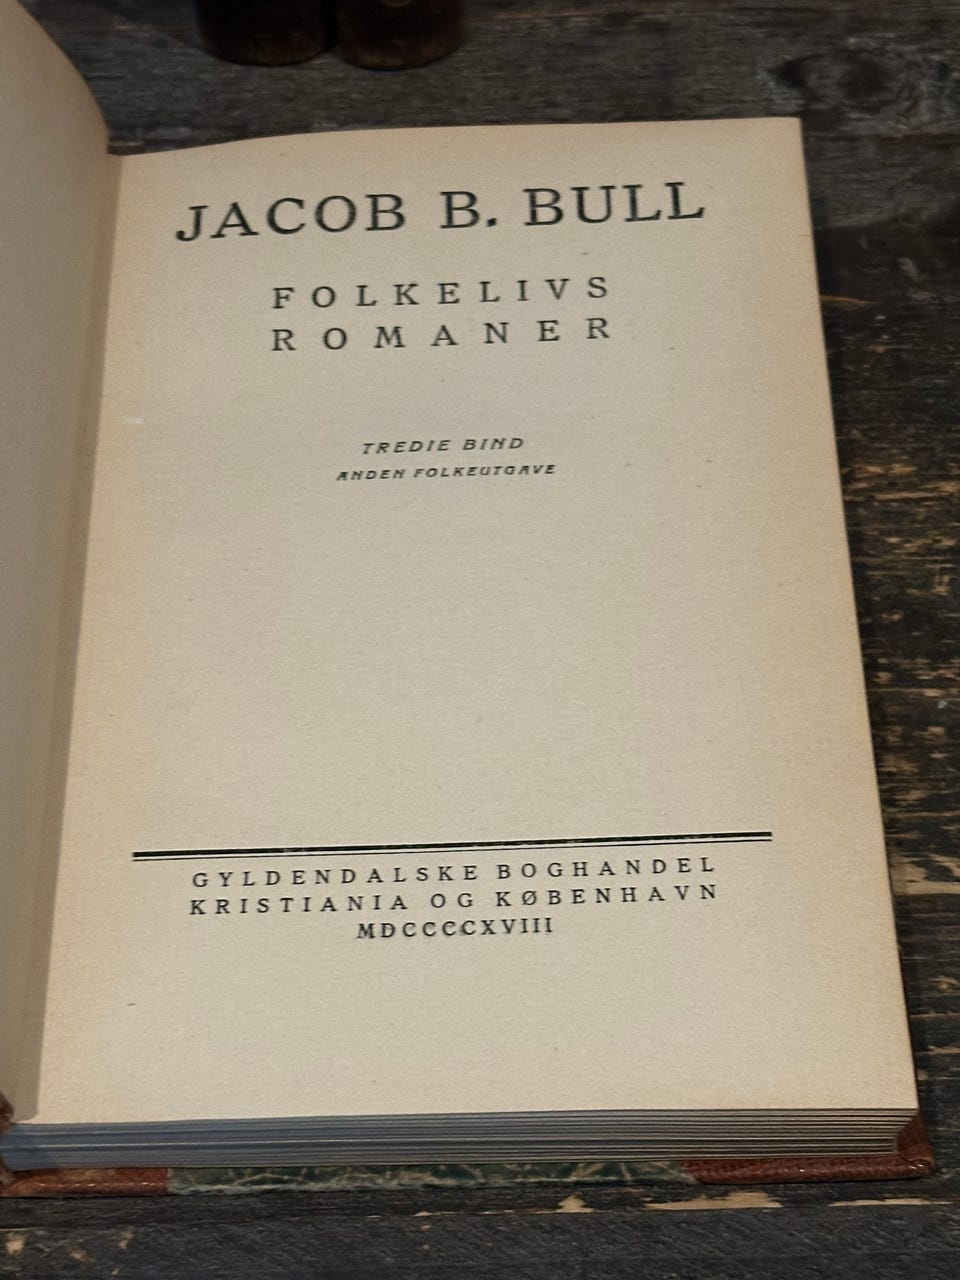 JACOB B. BULL
FOLKELIVS
ROMANER
TREDIE BIND
ANDEN FOLKEUTGAVE
GYLDENDALSKE BOGHANDEL
KRISTIANIA OG KØBENHAVN
MDCCCCXVIII